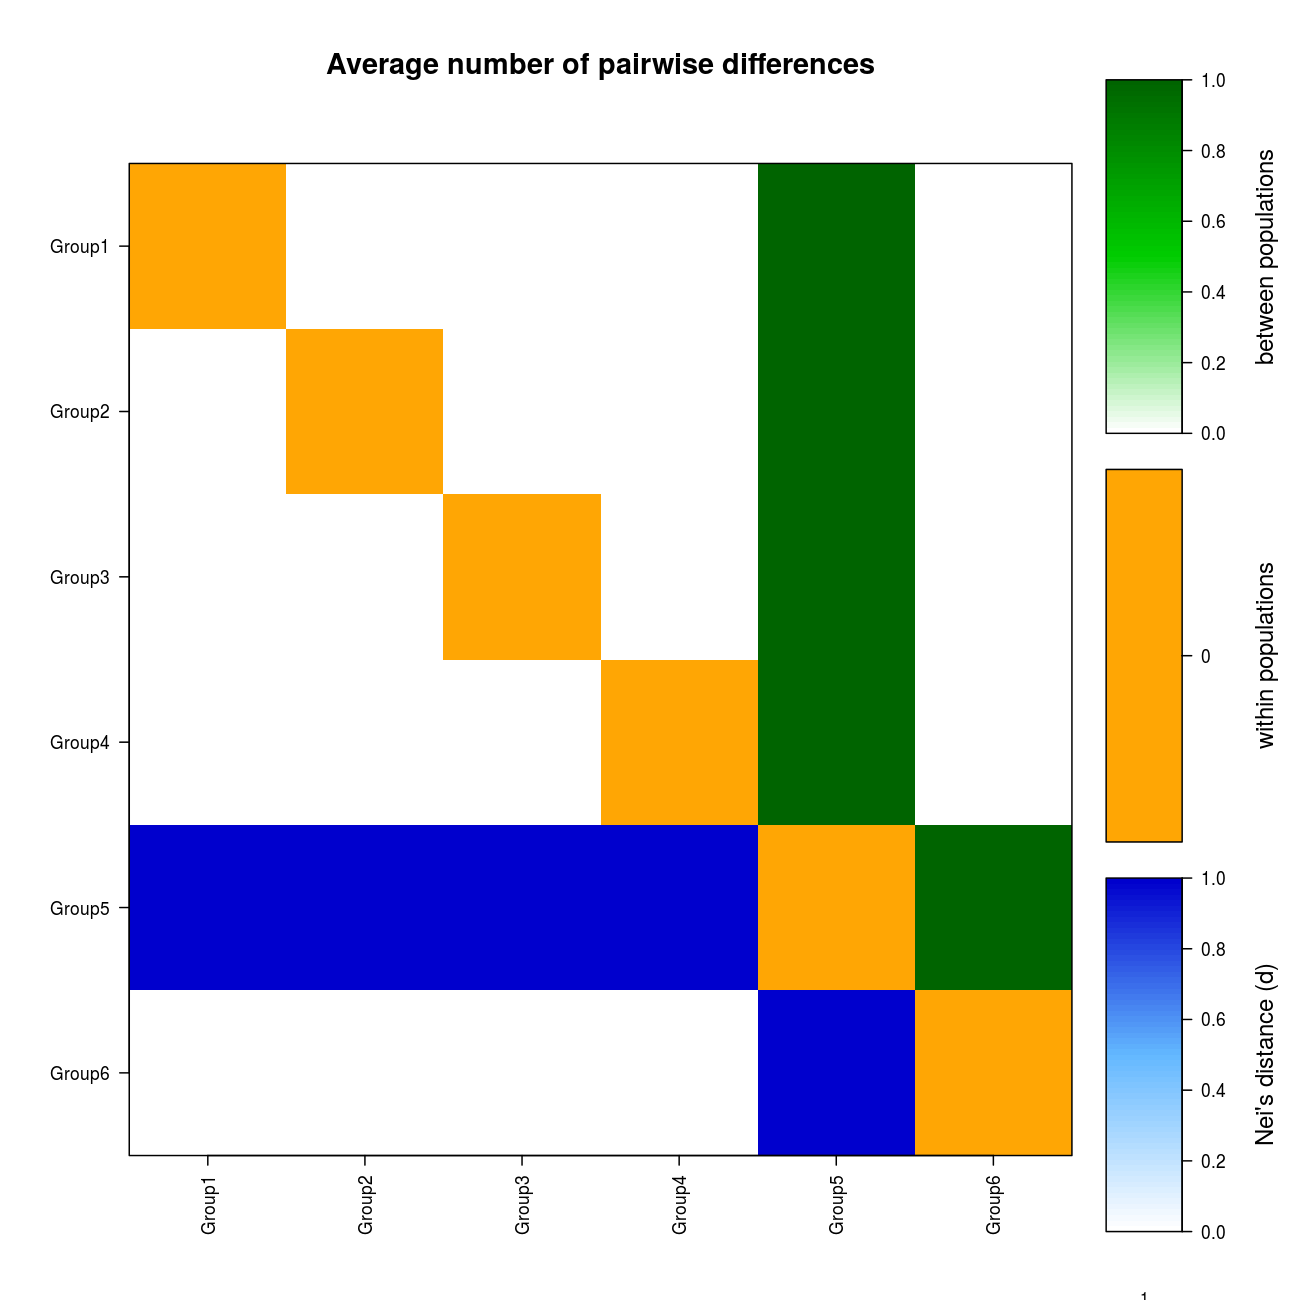 Average number of pairwise differences
Group1
Group2
Group3
Group4
Group5
Group6
Group1
Group2
Group3
Group4
Group5
Group6
1.0
0.8
0.6
0.4
0.2
0.0
between populations
0
within populations
1.0
0.8
0.6
0.4
0.2
0.0
Nei's distance (d)
1